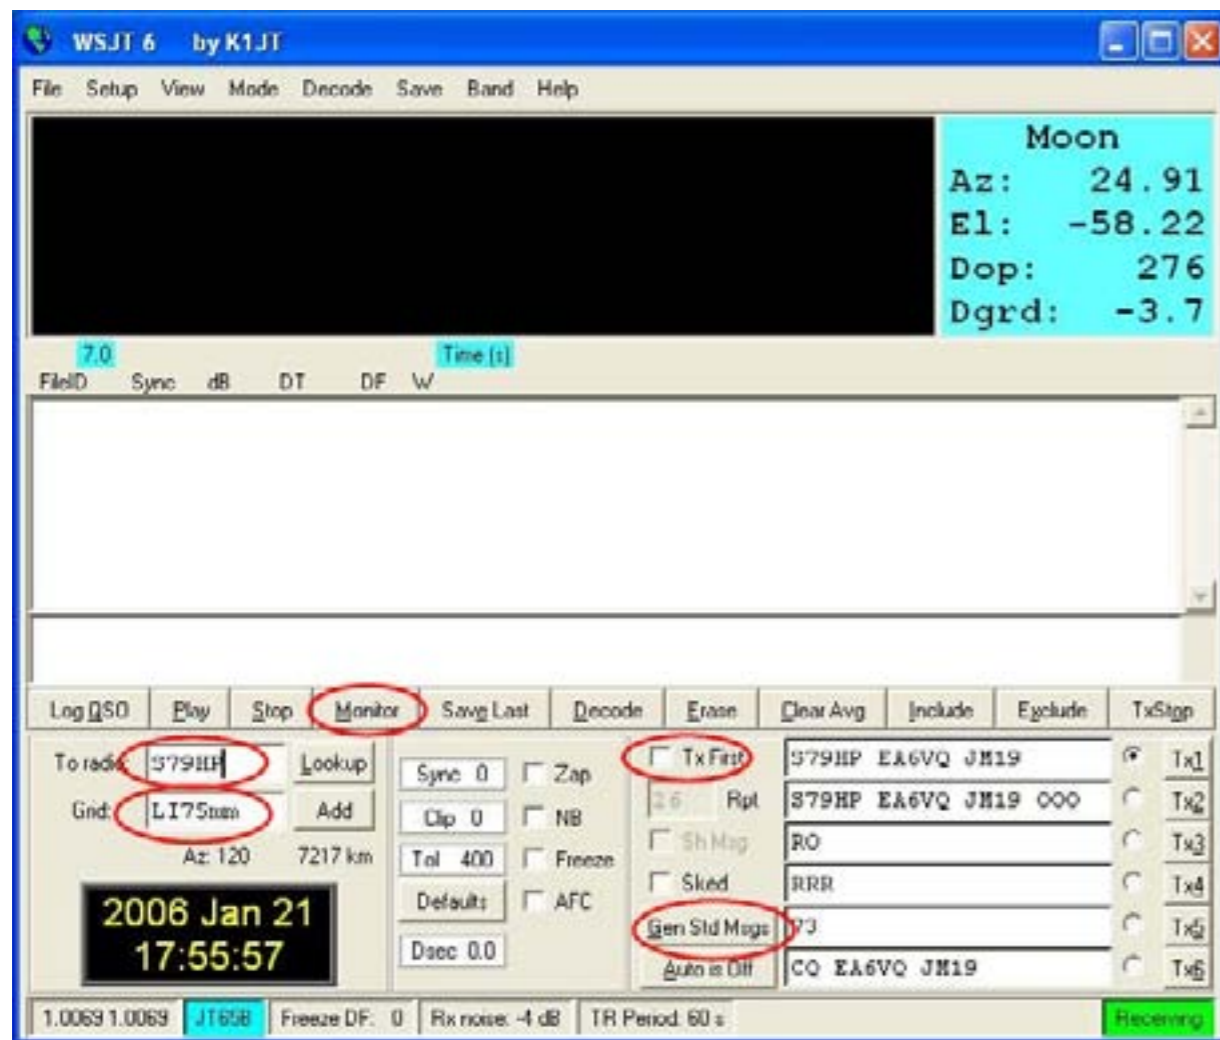 WSJT 6 by K1JT
File Setup View Mode Decode Save Band Help
Moon
Az: 24.91
El: -58.22
Dop: 276
Dgrd: -3.7
7.0 Time (s)
FileID Sync dB DT DF W
Log QSO Play Stop Monitor Save Last Decode Erase Clear Avg Include Exclude TxStop
To radio: S79HP Lookup
Grid: LI75mm Add
Az: 120 7217 km
2006 Jan 21
17:55:57
Sync 0 Zap
Clip 0 NB
Tol 400 Freeze
Defaults AFC
Dsec 0.0
Tx First S79HP EA6VQ JM19 Tx1
26 Rpt S79HP EA6VQ JM19 OOO Tx2
Sh Msg RO Tx3
Sked RRR Tx4
Gen Std Msgs 73 Tx5
Auto is Off CQ EA6VQ JM19 Tx6
1.0069 1.0069 JT65B Freeze DF: 0 Rx noise: -4 dB TR Period: 60 s Receiving